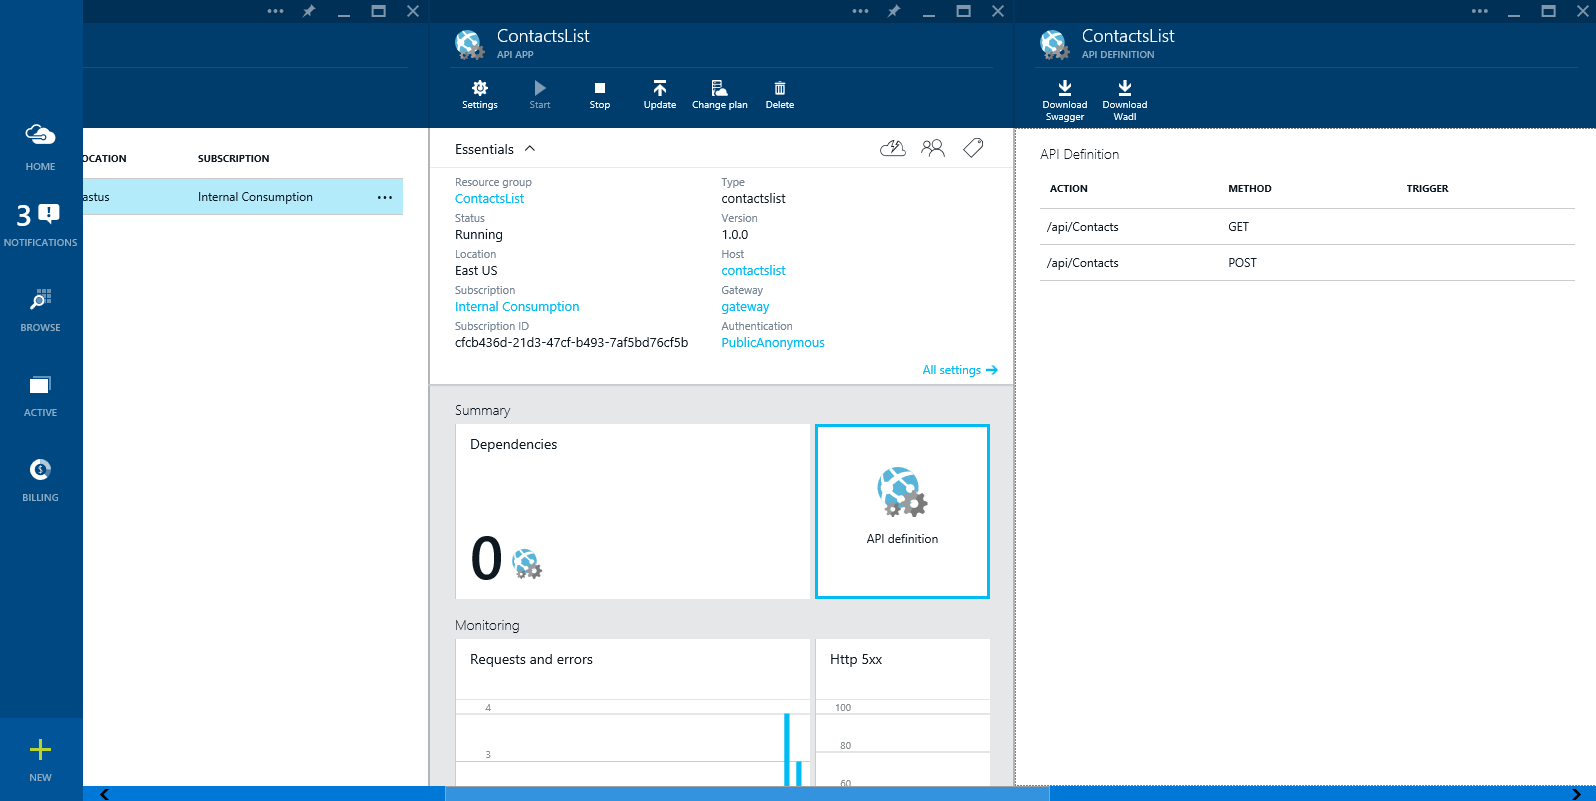 HOME
3
NOTIFICATIONS
BROWSE
ACTIVE
BILLING
NEW
OCATION SUBSCRIPTION
astus Internal Consumption ...
ContactsList
API APP
Settings Start Stop Update Change plan Delete
Essentials
Resource group Type
ContactsList contactslist
Status Version
Running 1.0.0
Location Host
East US contactslist
Subscription Gateway
Internal Consumption gateway
Subscription ID Authentication
cfcb436d-21d3-47cf-b493-7af5bd76cf5b PublicAnonymous
All settings
Summary
Dependencies
0
API definition
Monitoring
Requests and errors
4
3
Http 5xx
100
80
60
ContactsList
API DEFINITION
Download Swagger
Download Wadl
API Definition
ACTION METHOD TRIGGER
/api/Contacts GET
/api/Contacts POST